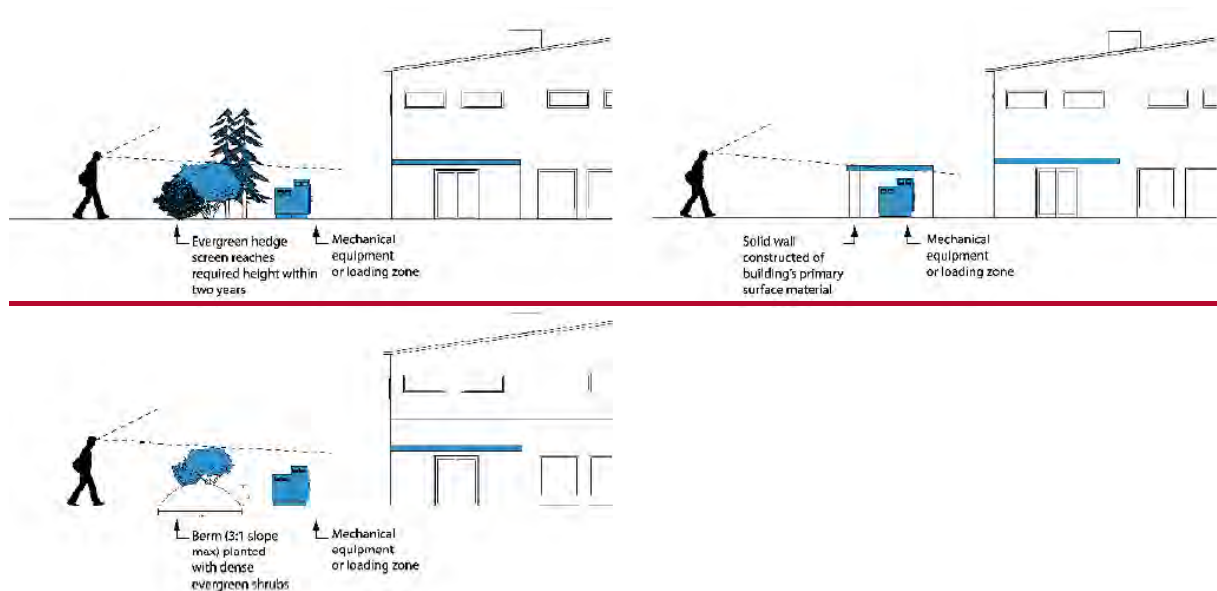 Evergreen hedge
screen reaches
required height within
two years
Mechanical
equipment
or loading zone
Solid wall
constructed of
building's primary
surface material
Mechanical
equipment
or loading zone
Berm (3:1 slope
max) planted
with dense
evergreen shrubs
Mechanical
equipment
or loading zone